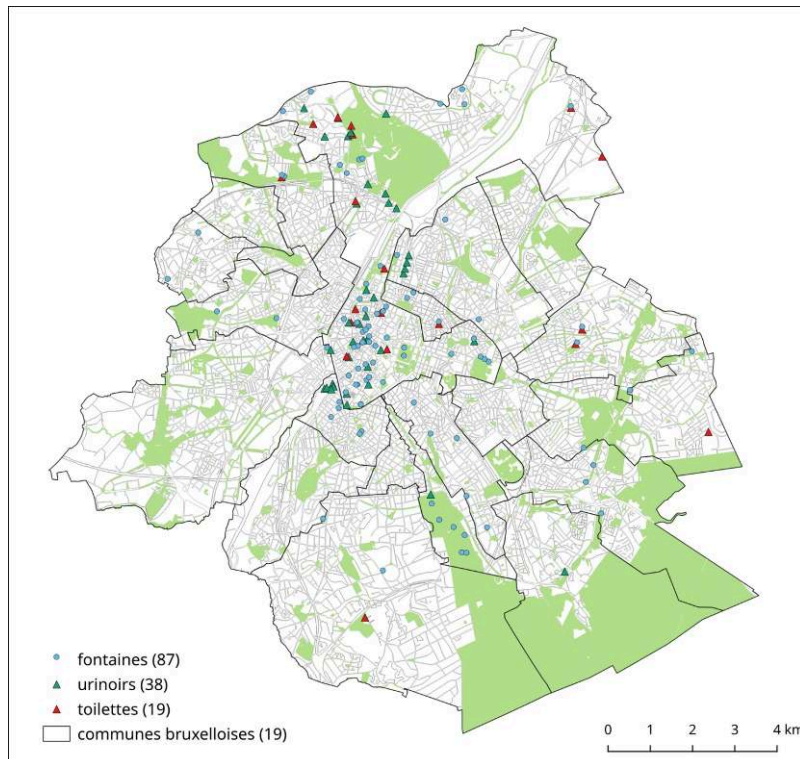 fontaines (87)
urinoirs (38)
toilettes (19)
communes bruxelloises (19)
0 1 2 3 4 km